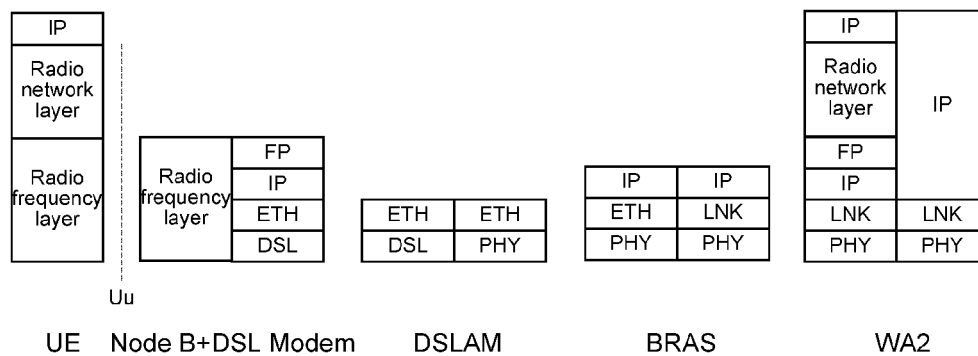 IP
Radio
network
layer
Radio
frequency
layer
Uu
UE
Radio
frequency
layer
FP
IP
ETH
DSL
Node B+DSL Modem
ETH ETH
DSL PHY
DSLAM
IP IP
ETH LNK
PHY PHY
BRAS
IP
Radio
network
layer
IP
FP
IP
LNK LNK
PHY PHY
WA2